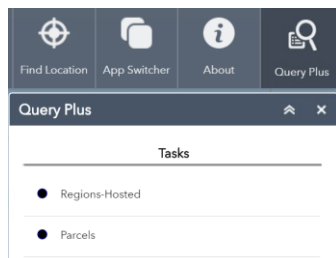 Find Location App Switcher About Query Plus
Query Plus
Tasks
Regions-Hosted
Parcels